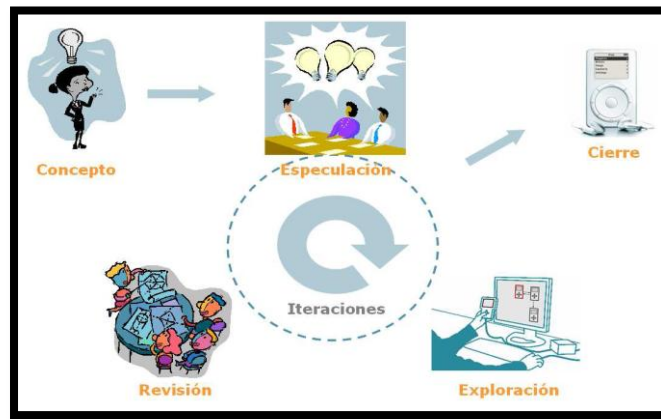 Concepto
Especulación
Cierre
Iteraciones
Revisión
Exploración